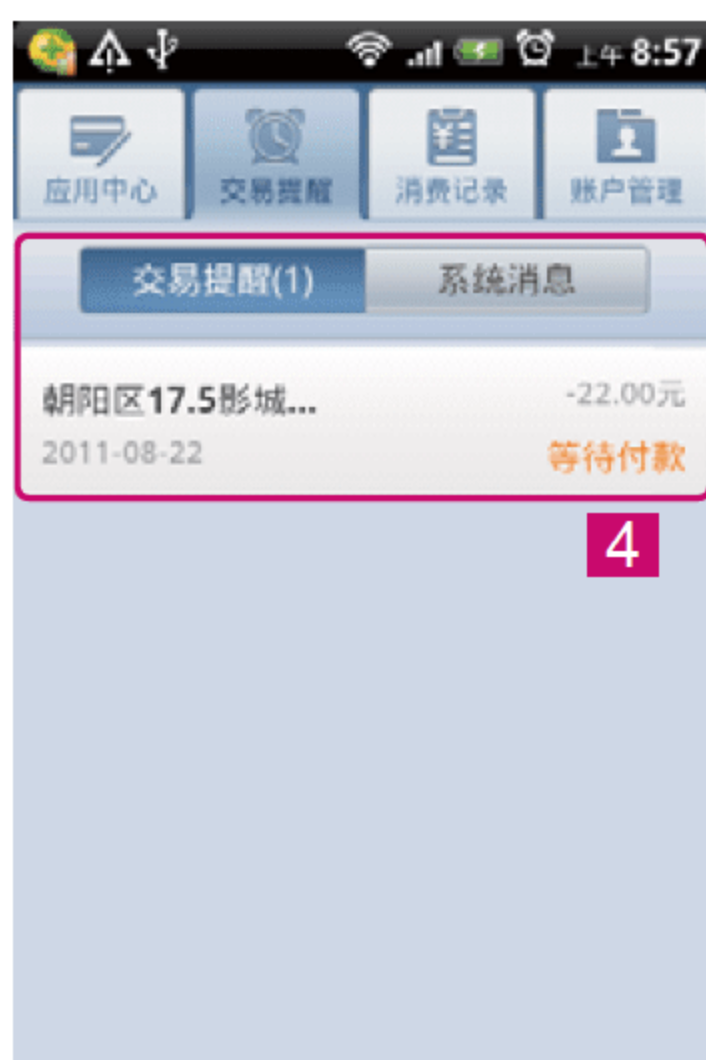 上午 8:57
应用中心 交易提醒 消费记录 账户管理
交易提醒(1) 系统消息
朝阳区17.5影城... -22.00元
2011-08-22 等待付款
4